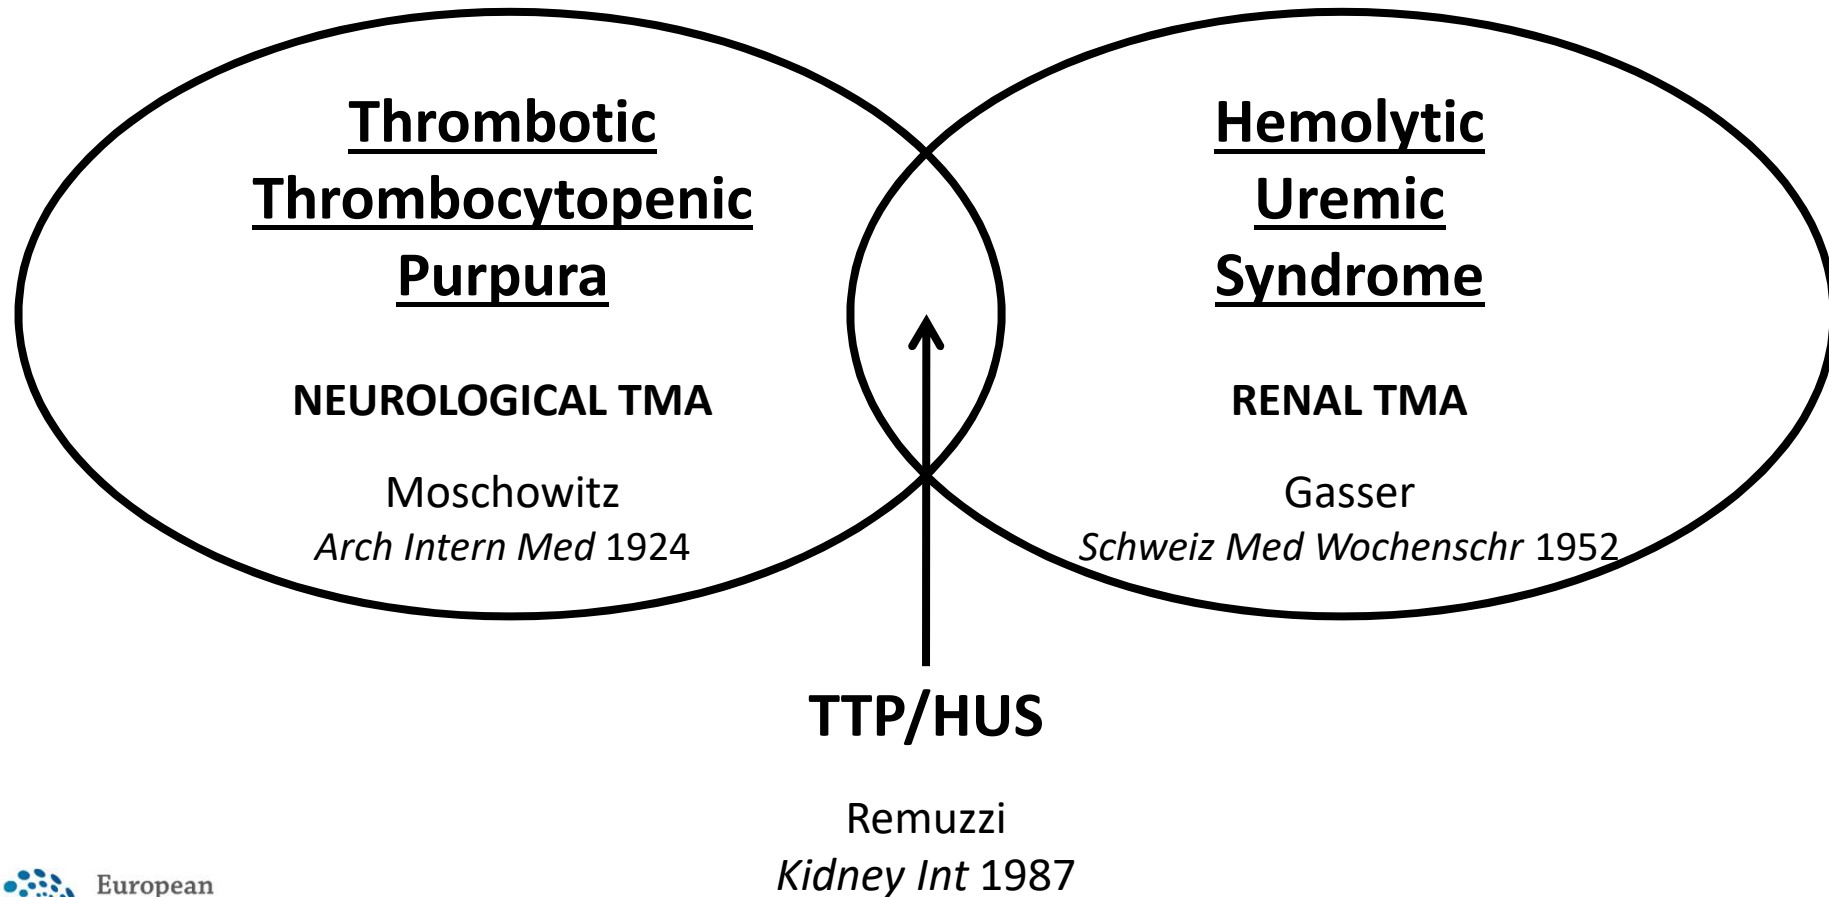 Thrombotic
Thrombocytopenic
Purpura
NEUROLOGICAL TMA
Moschowitz
Arch Intern Med 1924
Hemolytic
Uremic
Syndrome
RENAL TMA
Gasser
Schweiz Med Wochenschr 1952
TTP/HUS
Remuzzi
Kidney Int 1987
European